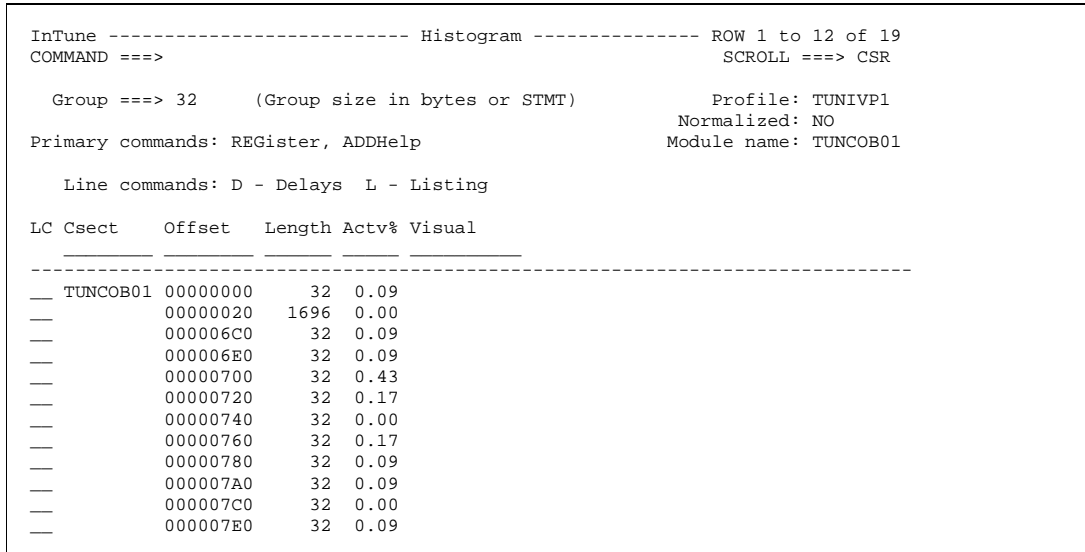 InTune --------------------------- Histogram --------------- ROW 1 to 12 of 19
COMMAND ===>                                                  SCROLL ===> CSR
  Group ===> 32     (Group size in bytes or STMT)            Profile: TUNIVP1
                                                          Normalized: NO
Primary commands: REGister, ADDHelp                      Module name: TUNCOB01
   Line commands: D - Delays  L - Listing
LC Csect    Offset   Length Actv% Visual
   ________ ________ ______ _____ __________
-------------------------------------------------------------------------------
__ TUNCOB01 00000000     32  0.09
__          00000020   1696  0.00
__          000006C0     32  0.09
__          000006E0     32  0.09
__          00000700     32  0.43
__          00000720     32  0.17
__          00000740     32  0.00
__          00000760     32  0.17
__          00000780     32  0.09
__          000007A0     32  0.09
__          000007C0     32  0.00
__          000007E0     32  0.09